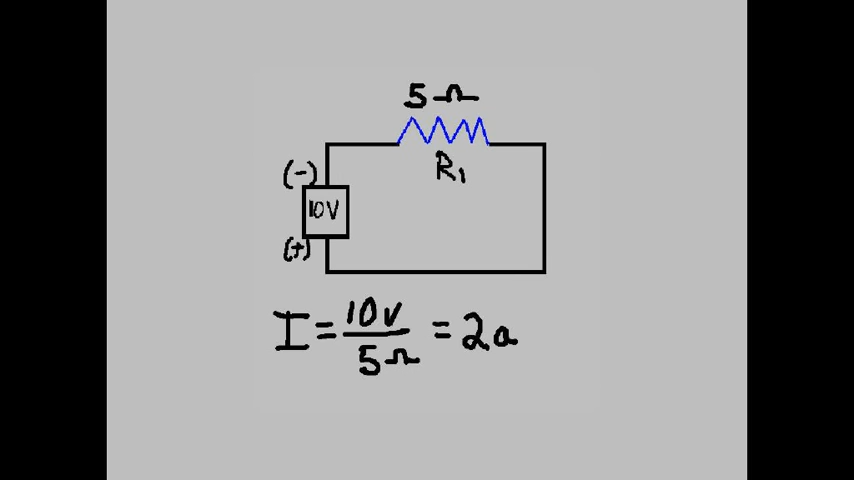 5Ω
R1
(-)
10V
(+)
I = 10V/5Ω = 2a